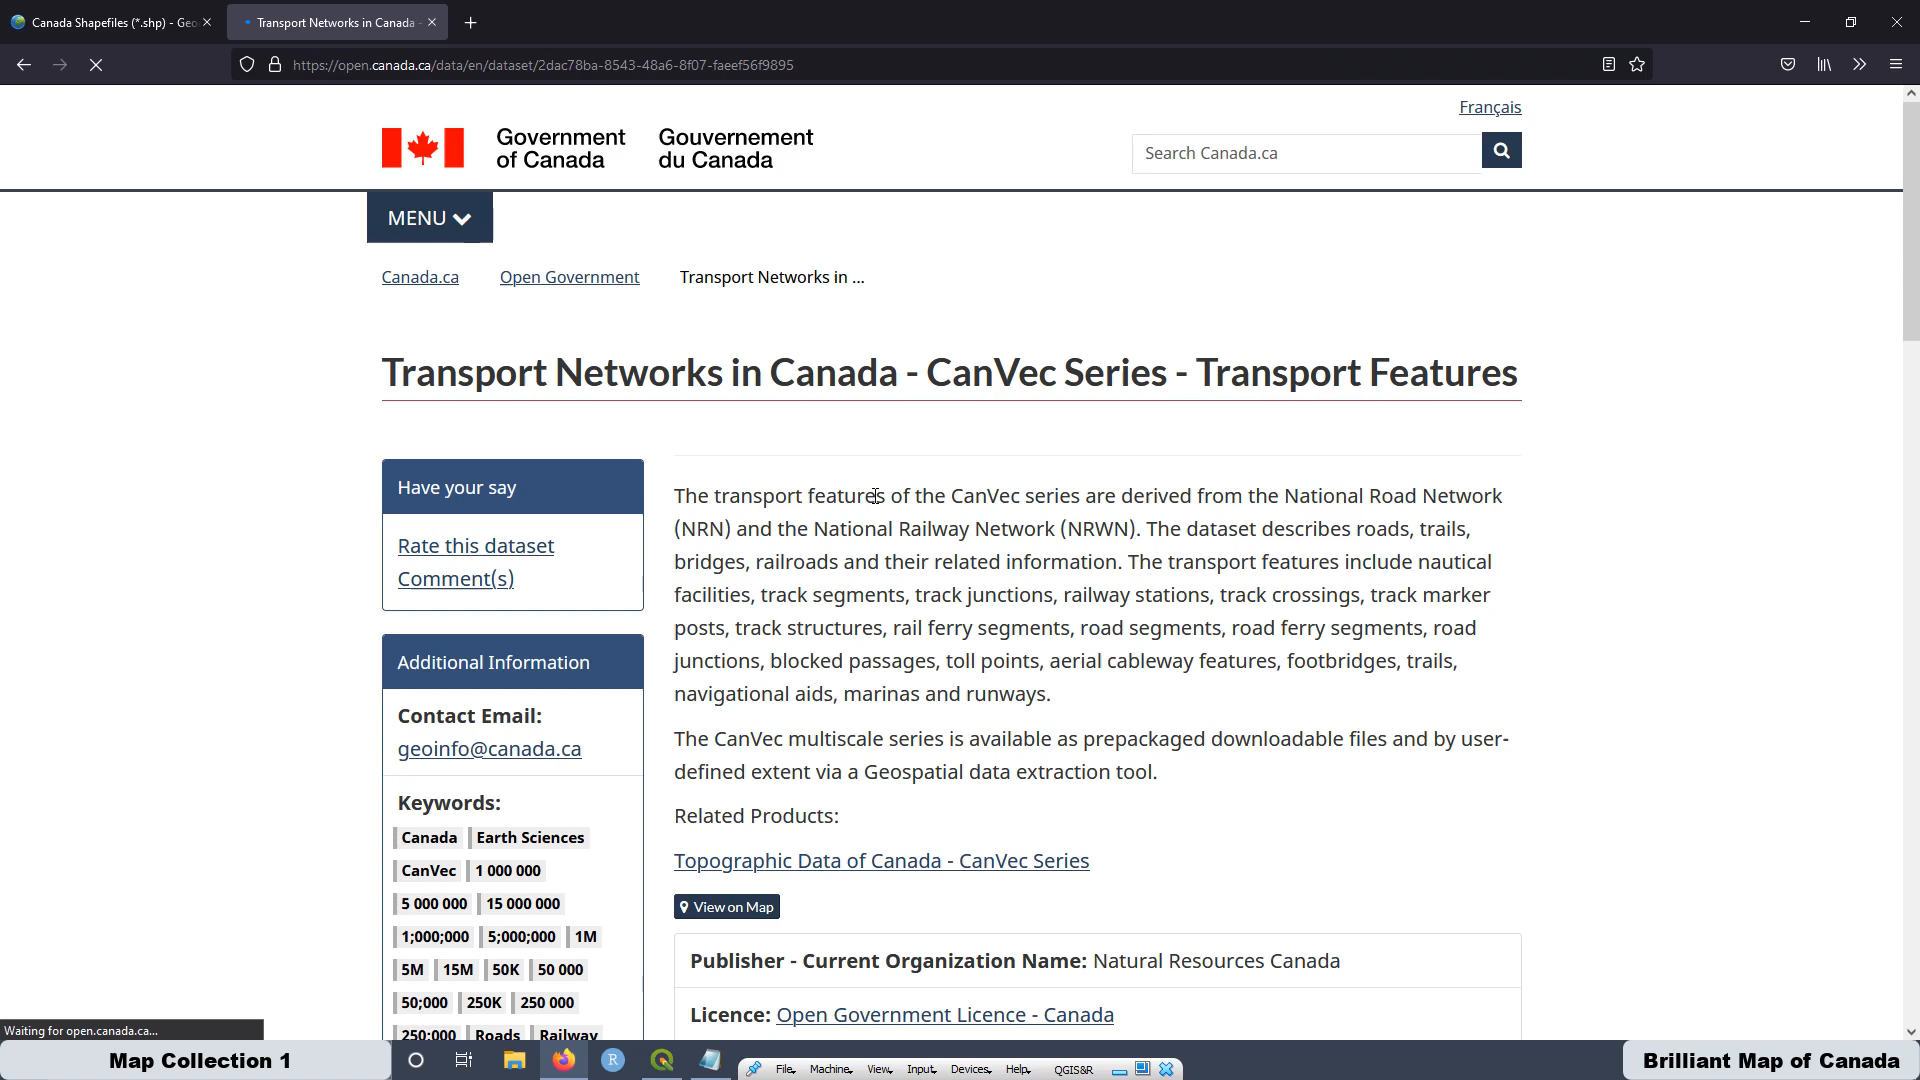 Canada Shapefiles (*.shp) - Geo
Transport Networks in Canada -
https://open.canada.ca/data/en/dataset/2dac78ba-8543-48a6-8f07-faeef56f9895
Français
Government of Canada
Gouvernement du Canada
Search Canada.ca
MENU
Canada.ca Open Government Transport Networks in ...
Transport Networks in Canada - CanVec Series - Transport Features
Have your say
Rate this dataset
Comment(s)
Additional Information
Contact Email:
geoinfo@canada.ca
Keywords:
Canada Earth Sciences
CanVec 1 000 000
5 000 000 15 000 000
1;000;000 5;000;000 1M
5M 15M 50K 50 000
50;000 250K 250 000
250;000 Roads Railway
The transport features of the CanVec series are derived from the National Road Network
(NRN) and the National Railway Network (NRWN). The dataset describes roads, trails,
bridges, railroads and their related information. The transport features include nautical
facilities, track segments, track junctions, railway stations, track crossings, track marker
posts, track structures, rail ferry segments, road segments, road ferry segments, road
junctions, blocked passages, toll points, aerial cableway features, footbridges, trails,
navigational aids, marinas and runways.
The CanVec multiscale series is available as prepackaged downloadable files and by user-
defined extent via a Geospatial data extraction tool.
Related Products:
Topographic Data of Canada - CanVec Series
View on Map
Publisher - Current Organization Name: Natural Resources Canada
Licence: Open Government Licence - Canada
Waiting for open.canada.ca...
Map Collection 1
File Machine View Input Devices Help QGIS&R
Brilliant Map of Canada